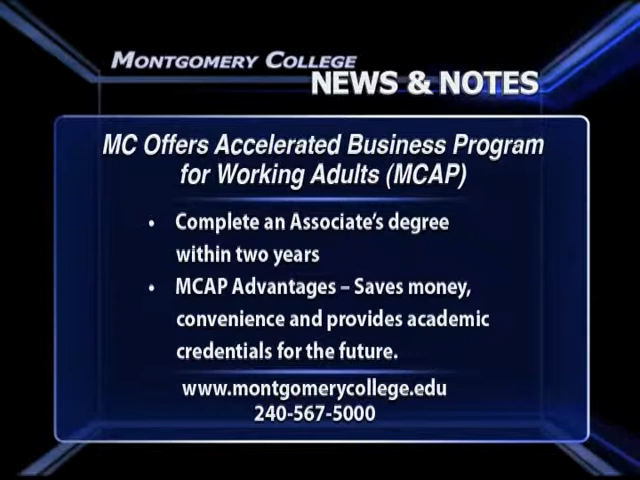 MONTGOMERY COLLEGE
NEWS & NOTES
MC Offers Accelerated Business Program
for Working Adults (MCAP)
• Complete an Associate's degree
within two years
• MCAP Advantages – Saves money,
convenience and provides academic
credentials for the future.
www.montgomerycollege.edu
240-567-5000